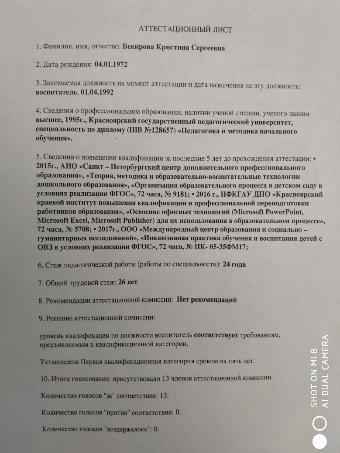 АТТЕСТАЦИОННЫЙ ЛИСТ
1. Фамилия, имя, отчество: Бекирова Кристина Сергеевна
2. Дата рождения: 04.01.1972
3. Занимаемая должность на момент аттестации и дата назначения на эту должность:
воспитатель, 01.04.1992
4. Сведения о профессиональном образовании, наличии ученой степени, ученого звания:
высшее, 1995г., Красноярский государственный педагогический университет,
специальность по диплому (ШВ №128657) «Педагогика и методика начального
обучения».
5. Сведения о повышении квалификации за последние 5 лет до прохождения аттестации: •
2015г., АНО «Санкт – Петербургский центр дополнительного профессионального
образования», «Теория, методика и образовательно-воспитательные технологии
дошкольного образования», «Организация образовательного процесса в детском саду в
условиях реализации ФГОС», 72 часа, № 9181; • 2016 г., КГАУ ДПО «Красноярский
краевой институт повышения квалификации и профессиональной переподготовки
работников образования», «Освоение офисных технологий (Microsoft PowerPoint,
Microsoft Excel, Microsoft Publisher) для их использования в образовательном процессе»,
72 часа, № 5708; • 2017г., ООО «Международный центр образования и социально –
гуманитарных исследований», «Инклюзивная практика обучения и воспитания детей с
ОВЗ в условиях реализации ФГОС», 72 часа, № ПК- 05-35ФМ17;
6. Стаж педагогической работы (работы по специальности): 24 года
7. Общий трудовой стаж: 26 лет
8. Рекомендации аттестационной комиссии: Нет рекомендаций
9. Решение аттестационной комиссии:
уровень квалификации по должности воспитатель соответствует требованиям,
предъявляемым к квалификационной категории.
Установлена Первая квалификационная категория сроком на пять лет.
10. Итоги голосования: присутствовало 13 членов аттестационной комиссии.
Количество голосов "за" соответствие: 13.
Количество голосов "против" соответствия: 0.
Количество голосов "воздержалось": 0.
SHOT ON MI 8
AI DUAL CAMERA